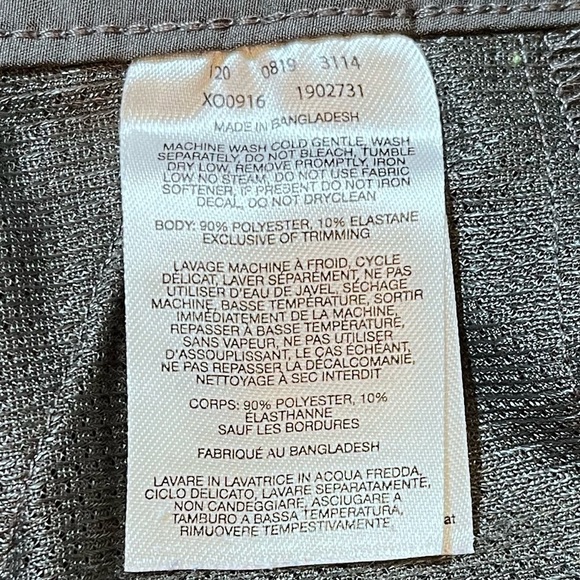 120 0819 3114
XO0916 1902731
MADE IN BANGLADESH
MACHINE WASH COLD GENTLE, WASH
SEPARATELY, DO NOT BLEACH, TUMBLE
DRY LOW, REMOVE PROMPTLY, IRON
LOW NO STEAM, DO NOT USE FABRIC
SOFTENER, IF PRESENT DO NOT IRON
DECAL, DO NOT DRYCLEAN
BODY: 90% POLYESTER, 10% ELASTANE
EXCLUSIVE OF TRIMMING
LAVAGE MACHINE À FROID, CYCLE
DÉLICAT, LAVER SÉPARÉMENT, NE PAS
UTILISER D'EAU DE JAVEL, SÉCHAGE
MACHINE, BASSE TEMPÉRATURE, SORTIR
IMMÉDIATEMENT DE LA MACHINE,
REPASSER À BASSE TEMPÉRATURE,
SANS VAPEUR, NE PAS UTILISER
D'ASSOUPLISSANT, LE CAS ÉCHÉANT,
NE PAS REPASSER LA DÉCALCOMANIE,
NETTOYAGE À SEC INTERDIT
CORPS: 90% POLYESTER, 10%
ÉLASTHANNE
SAUF LES BORDURES
FABRIQUÉ AU BANGLADESH
LAVARE IN LAVATRICE IN ACQUA FREDDA,
CICLO DELICATO, LAVARE SEPARATAMENTE,
NON CANDEGGIARE, ASCIUGARE A
TAMBURO A BASSA TEMPERATURA,
RIMUOVERE TEMPESTIVAMENTE,
at